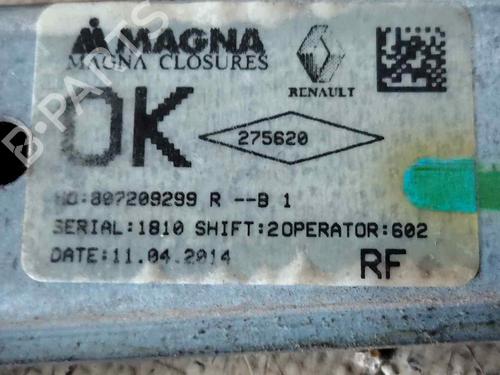 MAGNA
MAGNA CLOSURES
RENAULT
OK
275620
NO:807209299 R --B 1
SERIAL:1810 SHIFT:2OPERATOR:602
DATE:11.04.2014
RF
B-PARTS